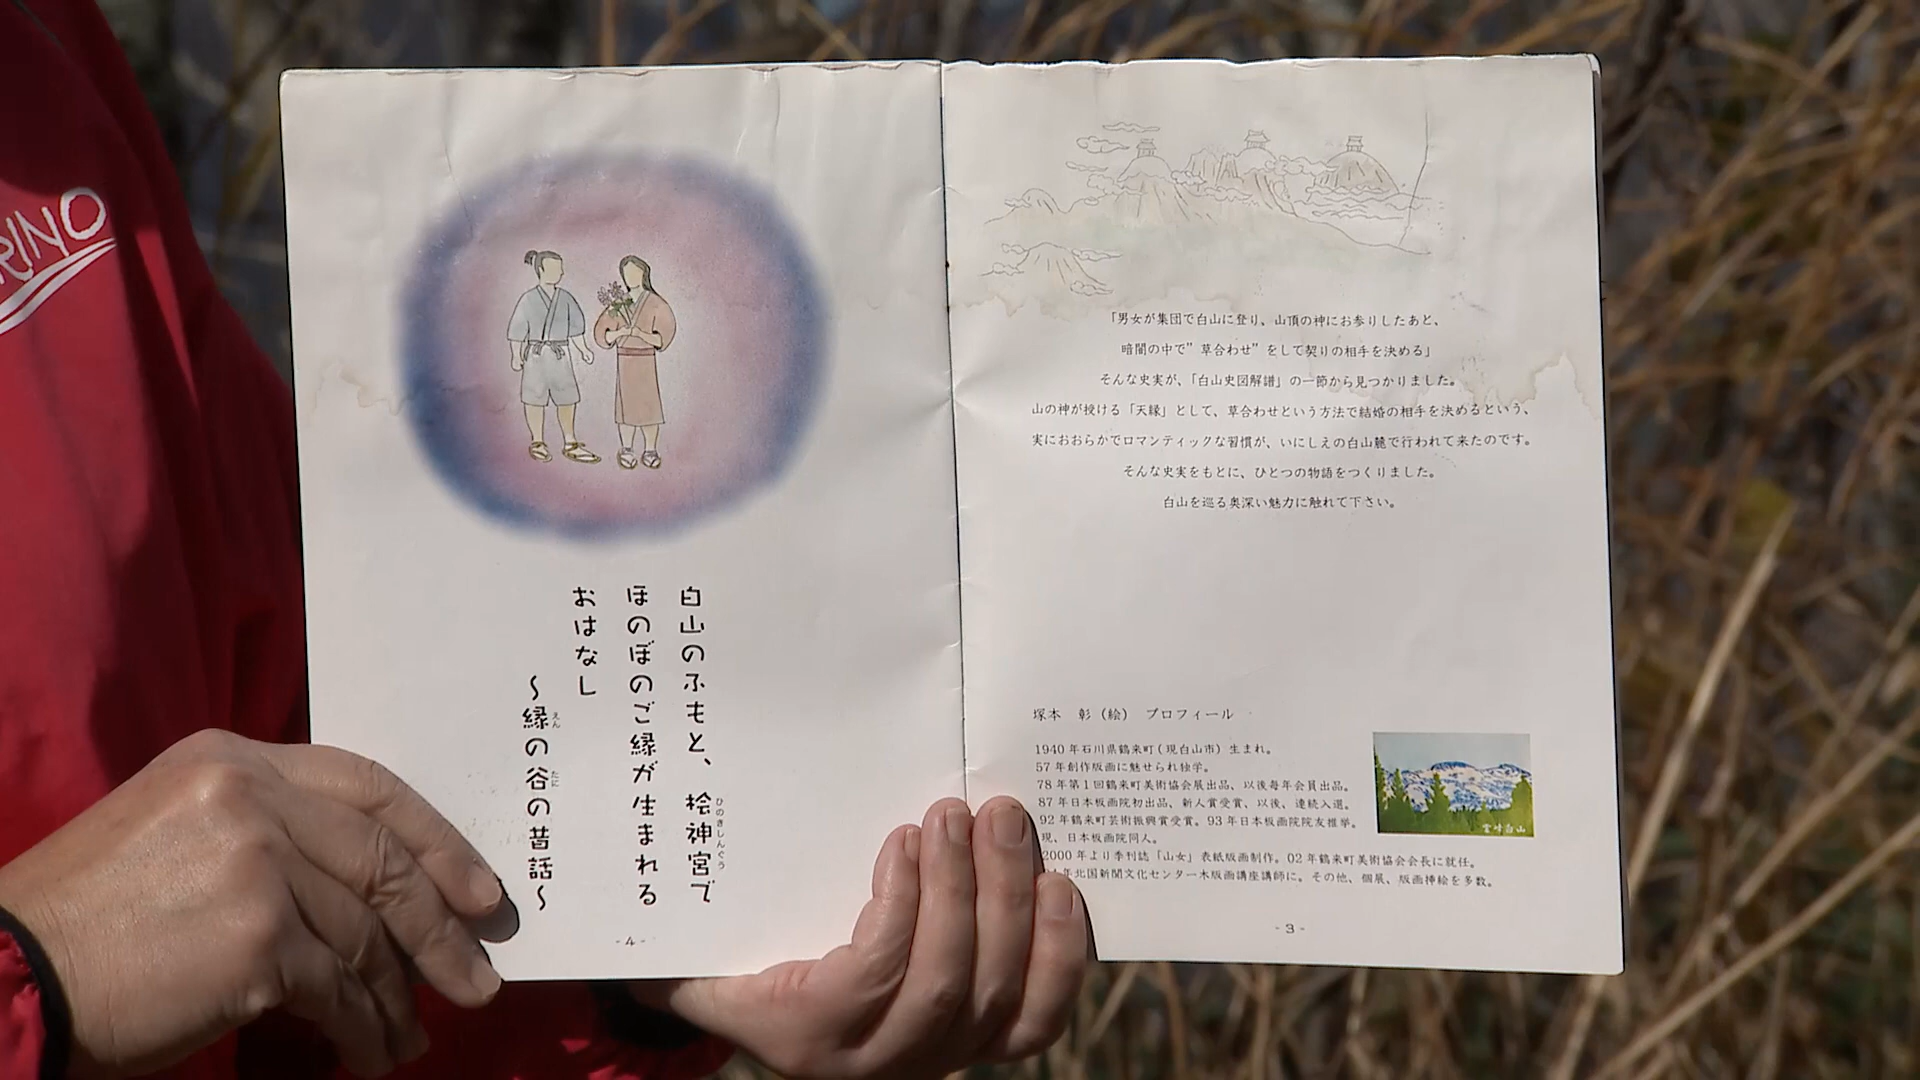 RINO
「男女が集団で白山に登り、山頂の神にお参りしたあと、
暗闇の中で”草合わせ”をして契りの相手を決める」
そんな史実が、「白山史図解譜」の一節から見つかりました。
山の神が授ける「天縁」として、草合わせという方法で結婚の相手を決めるという、
実におおらかでロマンティックな習慣が、いにしえの白山麓で行われて来たのです。
そんな史実をもとに、ひとつの物語をつくりました。
白山を巡る奥深い魅力に触れて下さい。
塚本 彰（絵） プロフィール
1940年石川県鶴来町(現白山市)生まれ。
57年創作版画に魅せられ独学。
78年第1回鶴来町美術協会展出品、以後毎年会員出品。
87年日本板画院初出品、新人賞受賞、以後、連続入選。
92年鶴来町芸術振興賞受賞。93年日本板画院院友推挙。
現、日本板画院同人。
2000年より季刊誌「山女」表紙版画制作。02年鶴来町美術協会会長に就任。
年北国新聞文化センター木版画講座講師に。その他、個展、版画挿絵を多数。
- 3 -
白山のふもと、桧神宮で
ひのきしんぐう
ほのぼのご縁が生まれる
おはなし
～縁の谷の昔話～
えん
たに
- 4 -